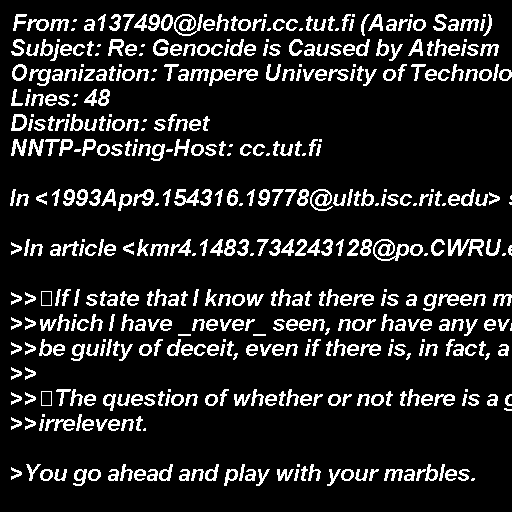 From: a137490@lehtori.cc.tut.fi (Aario Sami)
Subject: Re: Genocide is Caused by Atheism
Organization: Tampere University of Technolo
Lines: 48
Distribution: sfnet
NNTP-Posting-Host: cc.tut.fi
In <1993Apr9.154316.19778@ultb.isc.rit.edu> s
>In article <kmr4.1483.734243128@po.CWRU.e
>>If I state that I know that there is a green m
>>which I have _never_ seen, nor have any evi
>>be guilty of deceit, even if there is, in fact, a
>>
>>The question of whether or not there is a g
>>irrelevent.
>You go ahead and play with your marbles.